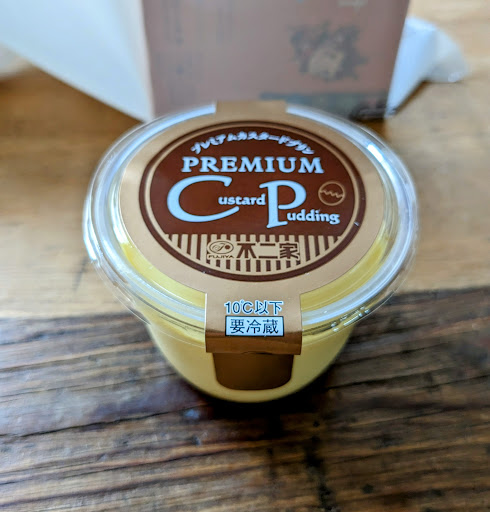 プレミアムカスタードプリン
PREMIUM
Custard
Pudding
FUJIYA
不二家
10℃以下
要冷蔵